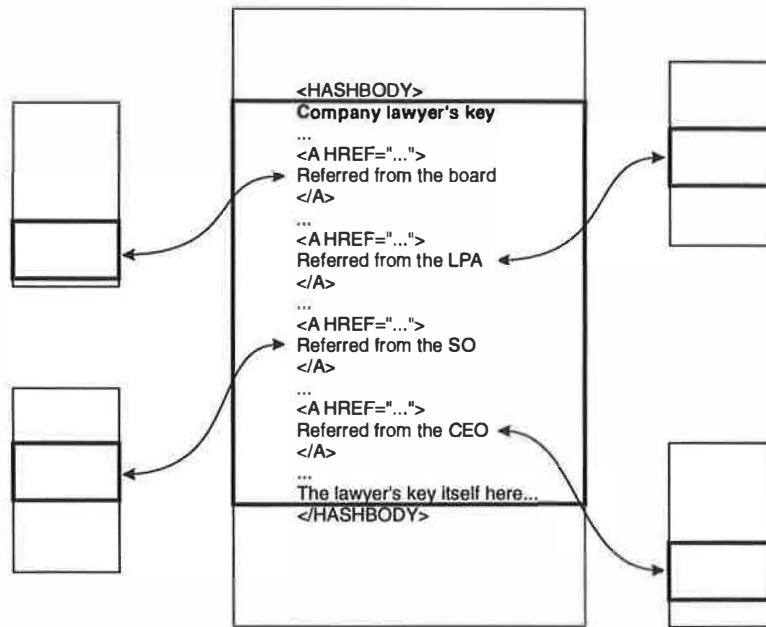 <HASHBODY>
Company lawyer's key
...
<A HREF="...">
Referred from the board
</A>
...
<A HREF="...">
Referred from the LPA
</A>
...
<A HREF="...">
Referred from the SO
</A>
...
<A HREF="...">
Referred from the CEO
</A>
...
The lawyer's key itself here...
</HASHBODY>